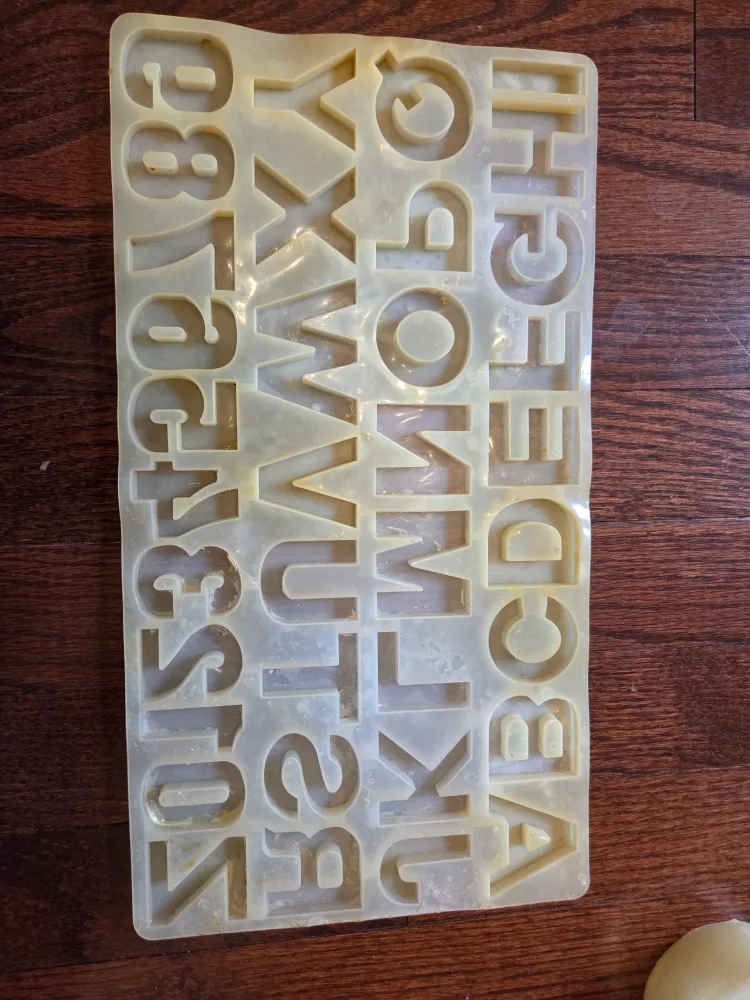 ABCDEFGHI
JKLMNOPQ
RSTUVWXY
Z0123456789